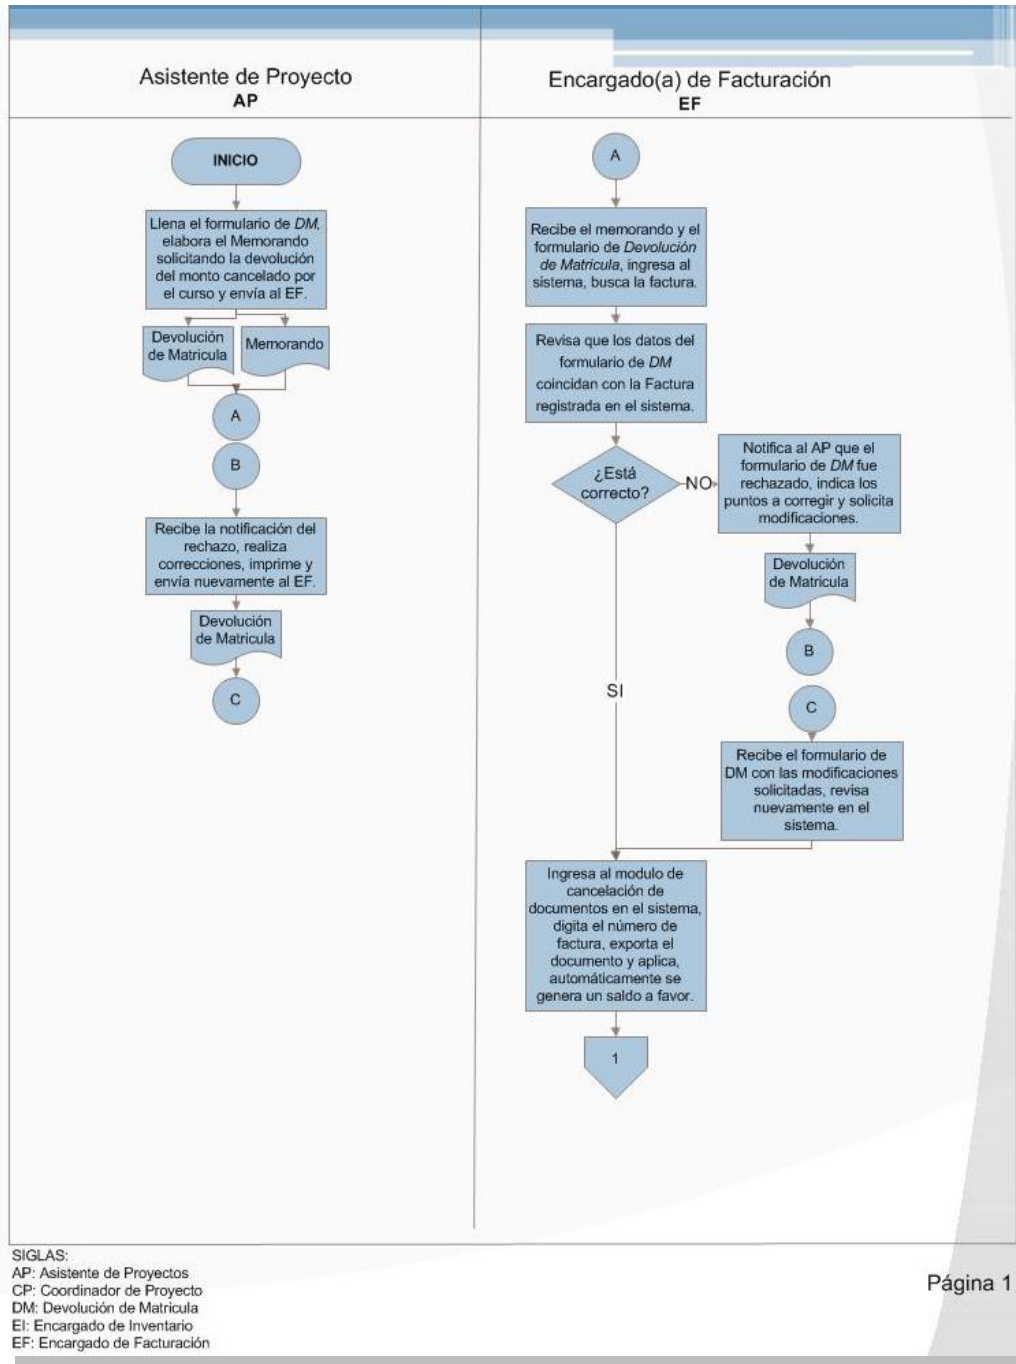 Asistente de Proyecto
AP
INICIO
Llena el formulario de DM,
elabora el Memorando
solicitando la devolución
del monto cancelado por
el curso y envía al EF.
Devolución
de Matricula
Memorando
A
B
Recibe la notificación del
rechazo, realiza
correcciones, imprime y
envía nuevamente al EF.
Devolución
de Matricula
C
Encargado(a) de Facturación
EF
A
Recibe el memorando y el
formulario de Devolución
de Matricula, ingresa al
sistema, busca la factura.
Revisa que los datos del
formulario de DM
coincidan con la Factura
registrada en el sistema.
¿Está
correcto?
NO
Notifica al AP que el
formulario de DM fue
rechazado, indica los
puntos a corregir y solicita
modificaciones.
Devolución
de Matricula
B
SI
C
Recibe el formulario de
DM con las modificaciones
solicitadas, revisa
nuevamente en el
sistema.
Ingresa al modulo de
cancelación de
documentos en el sistema,
digita el número de
factura, exporta el
documento y aplica,
automáticamente se
genera un saldo a favor.
1
SIGLAS:
AP: Asistente de Proyectos
CP: Coordinador de Proyecto
DM: Devolución de Matricula
EI: Encargado de Inventario
EF: Encargado de Facturación
Página 1